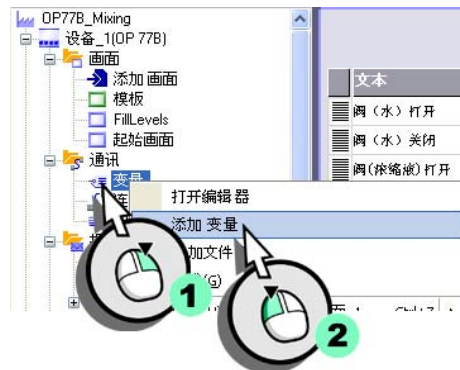 OP77B_Mixing
设备_1(OP 77B)
画面
添加 画面
模板
FillLevels
起始画面
通讯
变量
打开编辑器
添加 变量
加文件
(G)
文本
阀（水）打开
阀（水）关闭
阀(浓缩液)打开
1
2